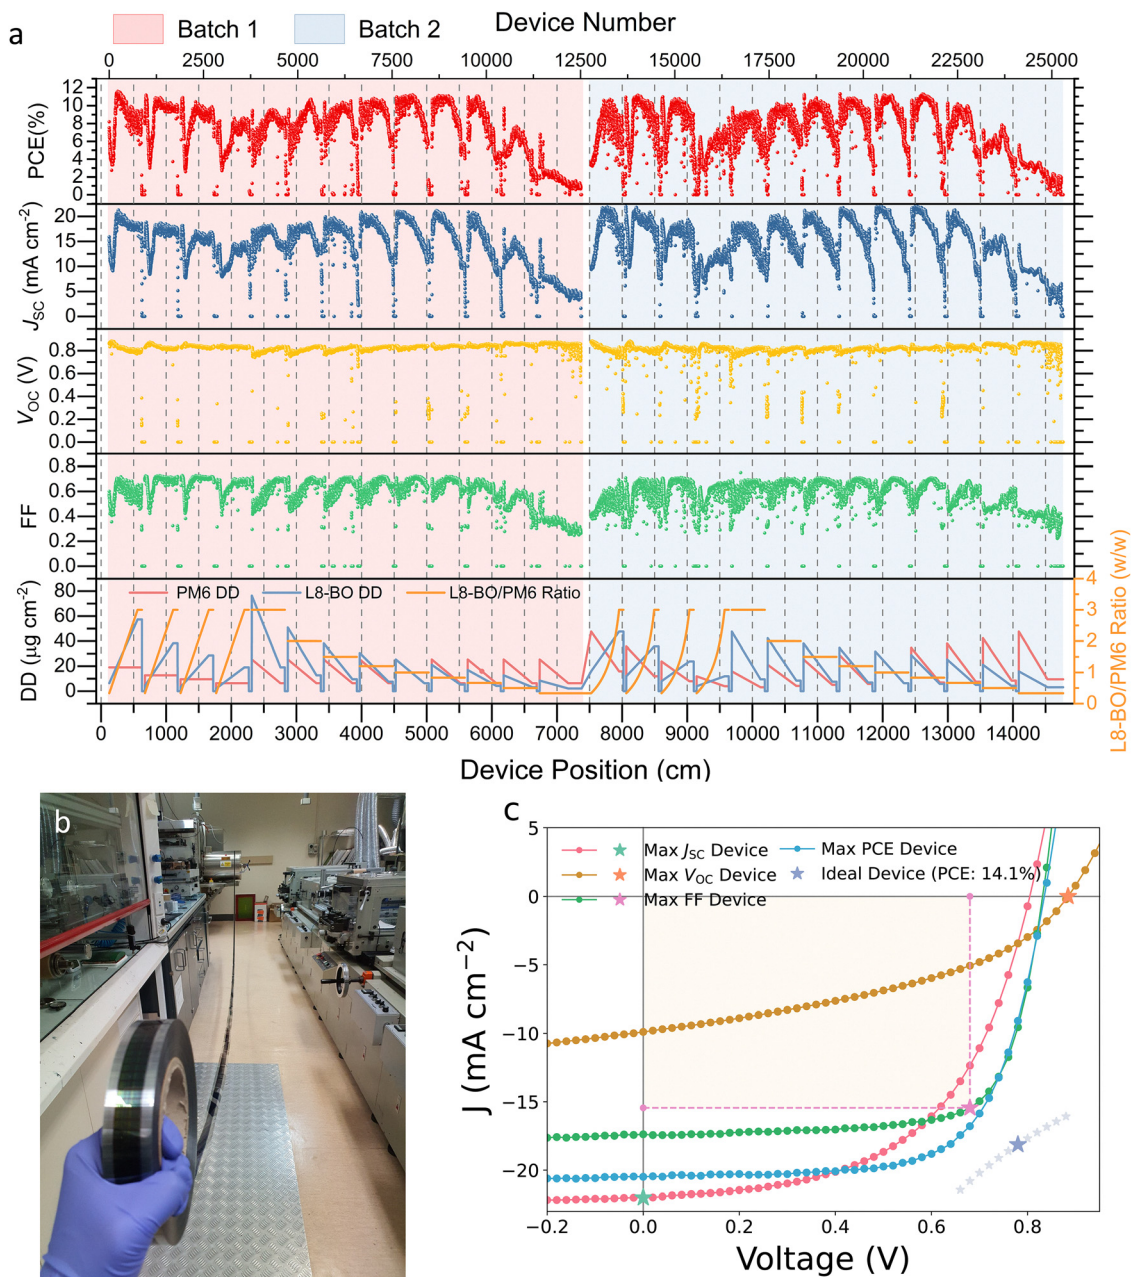 a
Batch 1
Batch 2
Device Number
0 2500 5000 7500 10000 12500 15000 17500 20000 22500 25000
PCE(%)
12
10
8
6
4
2
0
J_SC (mA cm⁻²)
20
15
10
5
0
V_OC (V)
0.8
0.6
0.4
0.2
0.0
FF
0.8
0.6
0.4
0.2
0.0
DD (µg cm⁻²)
80
60
40
20
0
PM6 DD L8-BO DD L8-BO/PM6 Ratio
L8-BO/PM6 Ratio (w/w)
4
3
2
1
0
0 1000 2000 3000 4000 5000 6000 7000 8000 9000 10000 11000 12000 13000 14000
Device Position (cm)
b
c
Max J_SC Device Max PCE Device
Max V_OC Device Ideal Device (PCE: 14.1%)
Max FF Device
J (mA cm⁻²)
5
0
−5
−10
−15
−20
−0.2 0.0 0.2 0.4 0.6 0.8
Voltage (V)